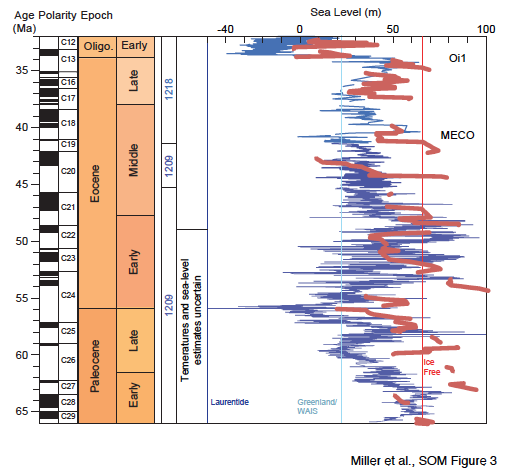 Age Polarity Epoch
(Ma)
Sea Level (m)
-40 0 50 100
35
40
45
50
55
60
65
C12
C13
C16
C17
C18
C19
C20
C21
C22
C23
C24
C25
C26
C27
C28
C29
Oligo.
Eocene
Paleocene
Early
Late
Middle
Early
Late
Early
1218
1209
1209
Temeratures and sea-level
estimates uncertain
Oi1
MECO
Laurentide
Greenland/
WAIS
Ice
Free
Miller et al., SOM Figure 3